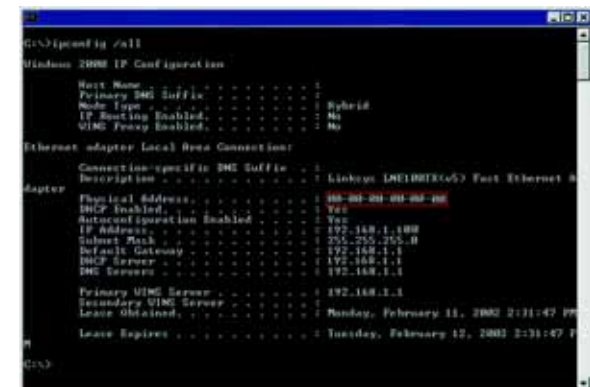 C:\>ipconfig /all
Windows 2000 IP Configuration
Host Name . . . . . . . . . . . . :
Primary DNS Suffix . . . . . . . :
Node Type . . . . . . . . . . . . : Hybrid
IP Routing Enabled. . . . . . . . : No
WINS Proxy Enabled. . . . . . . . : No
Ethernet adapter Local Area Connection:
Connection-specific DNS Suffix . :
Description . . . . . . . . . . . : Linksys LNE100TX(v5) Fast Ethernet A
dapter
Physical Address. . . . . . . . . :
DHCP Enabled. . . . . . . . . . . : Yes
Autoconfiguration Enabled . . . . : Yes
IP Address. . . . . . . . . . . . : 192.168.1.100
Subnet Mask . . . . . . . . . . . : 255.255.255.0
Default Gateway . . . . . . . . . : 192.168.1.1
DHCP Server . . . . . . . . . . . : 192.168.1.1
DNS Servers . . . . . . . . . . . : 192.168.1.1
Primary WINS Server . . . . . . . : 192.168.1.1
Secondary WINS Server . . . . . . :
Lease Obtained. . . . . . . . . . : Monday, February 11, 2002 2:31:47 PM
Lease Expires . . . . . . . . . . : Tuesday, February 12, 2002 2:31:47 P
M
C:\>